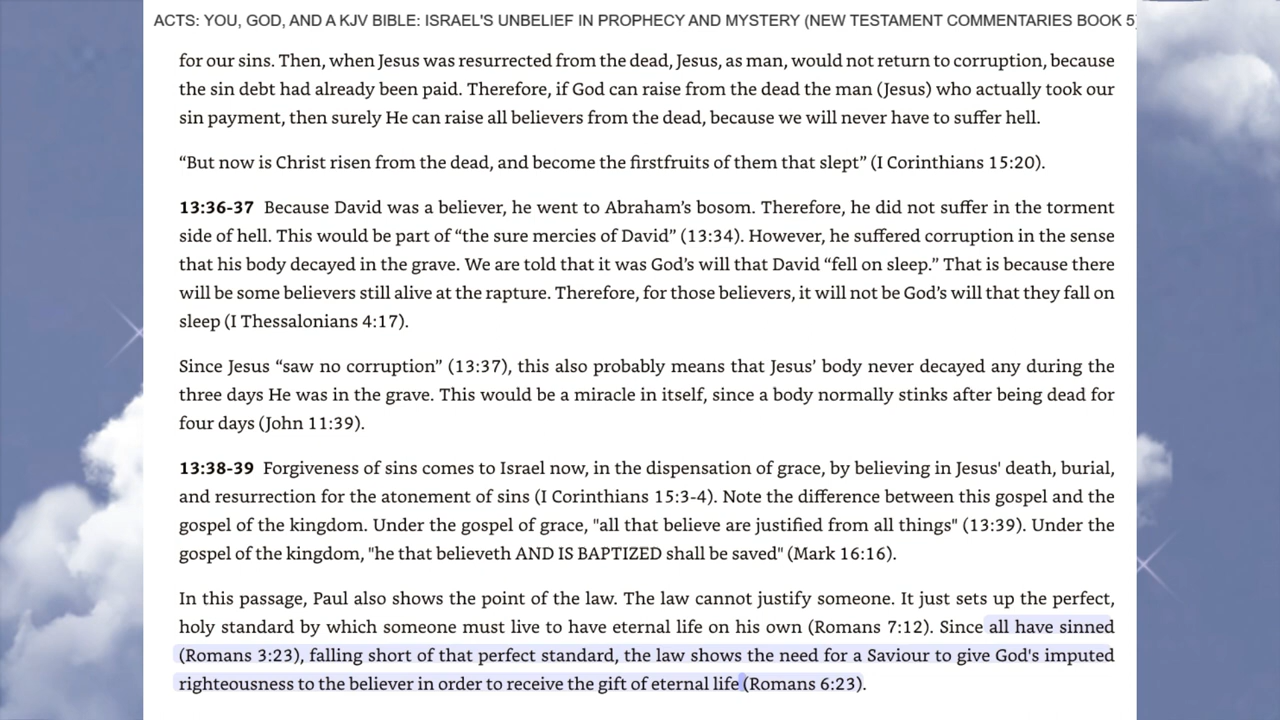 ACTS: YOU, GOD, AND A KJV BIBLE: ISRAEL'S UNBELIEF IN PROPHECY AND MYSTERY (NEW TESTAMENT COMMENTARIES BOOK 5)
for our sins. Then, when Jesus was resurrected from the dead, Jesus, as man, would not return to corruption, because
the sin debt had already been paid. Therefore, if God can raise from the dead the man (Jesus) who actually took our
sin payment, then surely He can raise all believers from the dead, because we will never have to suffer hell.
“But now is Christ risen from the dead, and become the firstfruits of them that slept” (I Corinthians 15:20).
13:36-37 Because David was a believer, he went to Abraham’s bosom. Therefore, he did not suffer in the torment
side of hell. This would be part of “the sure mercies of David” (13:34). However, he suffered corruption in the sense
that his body decayed in the grave. We are told that it was God’s will that David “fell on sleep.” That is because there
will be some believers still alive at the rapture. Therefore, for those believers, it will not be God’s will that they fall on
sleep (I Thessalonians 4:17).
Since Jesus “saw no corruption” (13:37), this also probably means that Jesus’ body never decayed any during the
three days He was in the grave. This would be a miracle in itself, since a body normally stinks after being dead for
four days (John 11:39).
13:38-39 Forgiveness of sins comes to Israel now, in the dispensation of grace, by believing in Jesus' death, burial,
and resurrection for the atonement of sins (I Corinthians 15:3-4). Note the difference between this gospel and the
gospel of the kingdom. Under the gospel of grace, "all that believe are justified from all things" (13:39). Under the
gospel of the kingdom, "he that believeth AND IS BAPTIZED shall be saved" (Mark 16:16).
In this passage, Paul also shows the point of the law. The law cannot justify someone. It just sets up the perfect,
holy standard by which someone must live to have eternal life on his own (Romans 7:12). Since all have sinned
(Romans 3:23), falling short of that perfect standard, the law shows the need for a Saviour to give God's imputed
righteousness to the believer in order to receive the gift of eternal life (Romans 6:23).